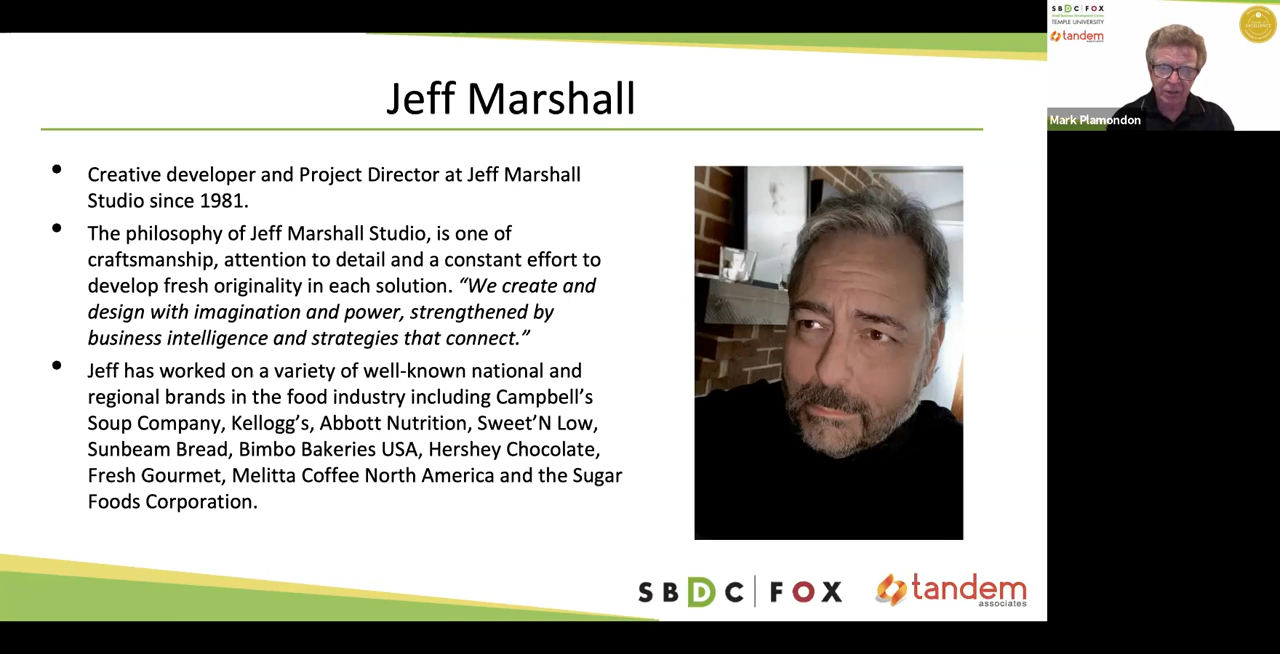 Jeff Marshall
• Creative developer and Project Director at Jeff Marshall
Studio since 1981.
• The philosophy of Jeff Marshall Studio, is one of
craftsmanship, attention to detail and a constant effort to
develop fresh originality in each solution. “We create and
design with imagination and power, strengthened by
business intelligence and strategies that connect.”
• Jeff has worked on a variety of well-known national and
regional brands in the food industry including Campbell’s
Soup Company, Kellogg’s, Abbott Nutrition, Sweet’N Low,
Sunbeam Bread, Bimbo Bakeries USA, Hershey Chocolate,
Fresh Gourmet, Melitta Coffee North America and the Sugar
Foods Corporation.
SBDC | FOX
tandem
associates
SBDC | FOX
Small Business Development Center
TEMPLE UNIVERSITY
tandem
EXCELLENCE
Mark Plamondon